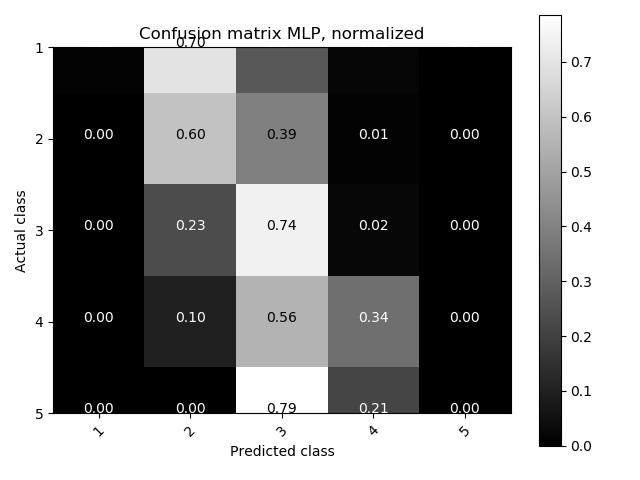 Confusion matrix MLP, normalized
1 0.70
2 0.00 0.60 0.39 0.01 0.00
3 0.00 0.23 0.74 0.02 0.00
4 0.00 0.10 0.56 0.34 0.00
5 0.00 0.00 0.79 0.21 0.00
1 2 3 4 5
Predicted class
Actual class
0.7
0.6
0.5
0.4
0.3
0.2
0.1
0.0